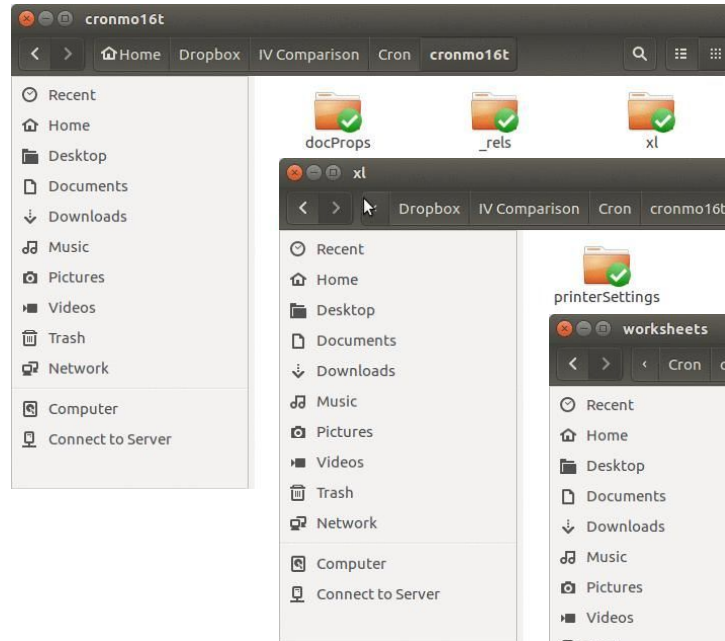 cronmo16t
Home Dropbox IV Comparison Cron cronmo16t
Recent
Home
Desktop
Documents
Downloads
Music
Pictures
Videos
Trash
Network
Computer
Connect to Server
docProps _rels xl
xl
Dropbox IV Comparison Cron cronmo16t
Recent
Home
Desktop
Documents
Downloads
Music
Pictures
Videos
Trash
Network
Computer
Connect to Server
printerSettings
worksheets
Cron c
Recent
Home
Desktop
Documents
Downloads
Music
Pictures
Videos